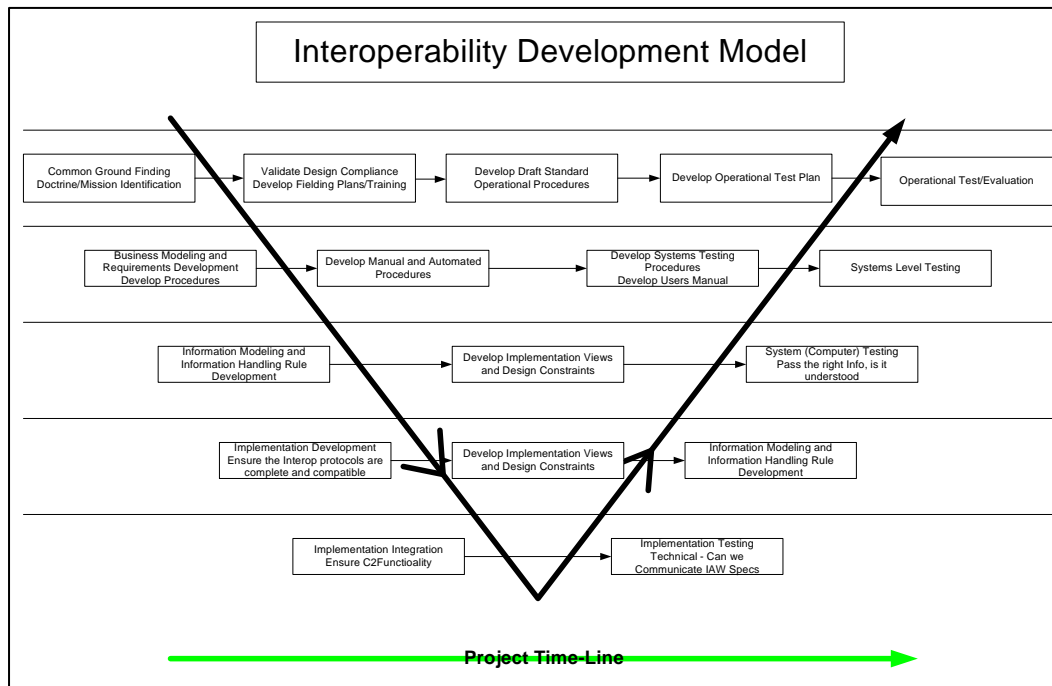 Interoperability Development Model
Common Ground Finding
Doctrine/Mission Identification
Validate Design Compliance
Develop Fielding Plans/Training
Develop Draft Standard
Operational Procedures
Develop Operational Test Plan
Operational Test/Evaluation
Business Modeling and
Requirements Development
Develop Procedures
Develop Manual and Automated
Procedures
Develop Systems Testing
Procedures
Develop Users Manual
Systems Level Testing
Information Modeling and
Information Handling Rule
Development
Develop Implementation Views
and Design Constraints
System (Computer) Testing
Pass the right Info, is it
understood
Implementation Development
Ensure the Interop protocols are
complete and compatible
Develop Implementation Views
and Design Constraints
Information Modeling and
Information Handling Rule
Development
Implementation Integration
Ensure C2Functioality
Implementation Testing
Technical - Can we
Communicate IAW Specs
Project Time-Line